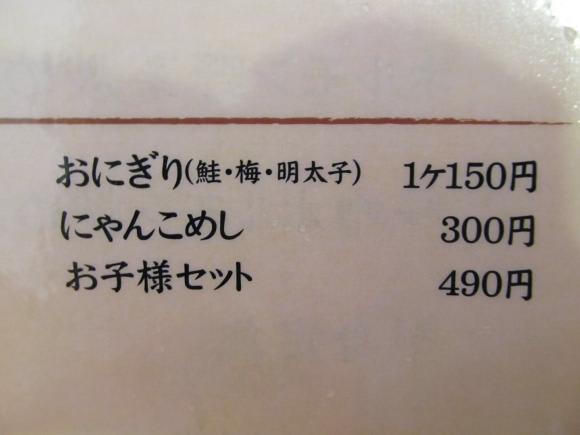 おにぎり(鮭・梅・明太子) 1ケ150円
にゃんこめし 300円
お子様セット 490円